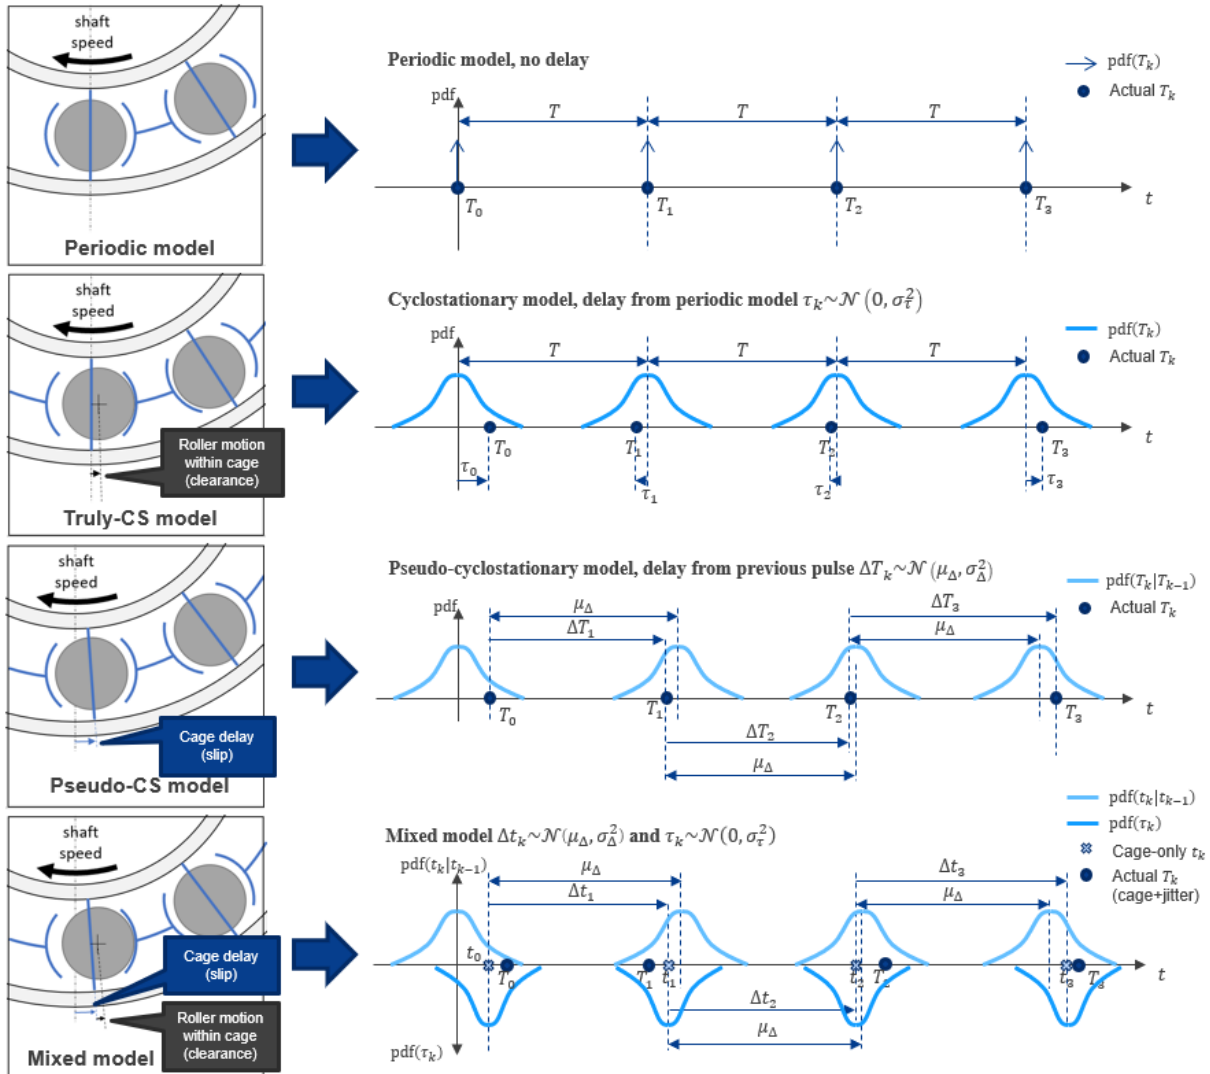 shaft
speed
Periodic model
Periodic model, no delay
pdf(T_k)
Actual T_k
pdf
T
T
T
T_0
T_1
T_2
T_3
t
shaft
speed
Roller motion
within cage
(clearance)
Truly-CS model
Cyclostationary model, delay from periodic model τ_k~𝒩(0, σ_τ^2)
pdf(T_k)
Actual T_k
pdf
T
T
T
T_0
T_1
T_2
T_3
t
τ_0
τ_1
τ_2
τ_3
shaft
speed
Cage delay
(slip)
Pseudo-CS model
Pseudo-cyclostationary model, delay from previous pulse ΔT_k~𝒩(μ_Δ, σ_Δ^2)
pdf(T_k|T_{k−1})
Actual T_k
pdf
μ_Δ
ΔT_3
ΔT_1
μ_Δ
T_0
T_1
T_2
T_3
t
ΔT_2
μ_Δ
shaft
speed
Cage delay
(slip)
Roller motion
within cage
(clearance)
Mixed model
Mixed model Δt_k~𝒩(μ_Δ, σ_Δ^2) and τ_k~𝒩(0, σ_τ^2)
pdf(t_k|t_{k−1})
pdf(τ_k)
Cage-only t_k
Actual T_k
(cage+jitter)
pdf(t_k|t_{k−1})
μ_Δ
Δt_3
Δt_1
μ_Δ
t_0
T_0
T_1
t_1
t_2
T_2
t_3
T_3
t
Δt_2
μ_Δ
pdf(τ_k)